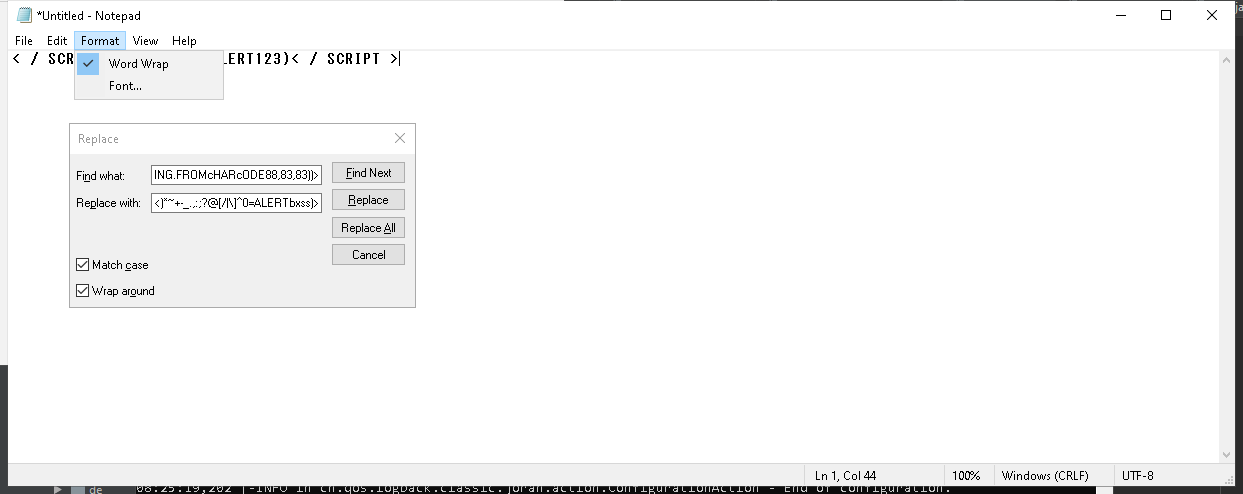 *Untitled - Notepad
File Edit Format View Help
< / SCR LERT123)< / SCRIPT >
Word Wrap
Font...
Replace
Find what: ING.FROMcHARcODE88,83,83))> Find Next
Replace with: <)*~+-_.,:;?@[/|\]^0=ALERTbxss)> Replace
Replace All
Cancel
Match case
Wrap around
Ln 1, Col 44 100% Windows (CRLF) UTF-8
de 08:25:19,202 |-INFO in ch.qos.logback.classic.joran.action.ConfigurationAction - End of configuration.